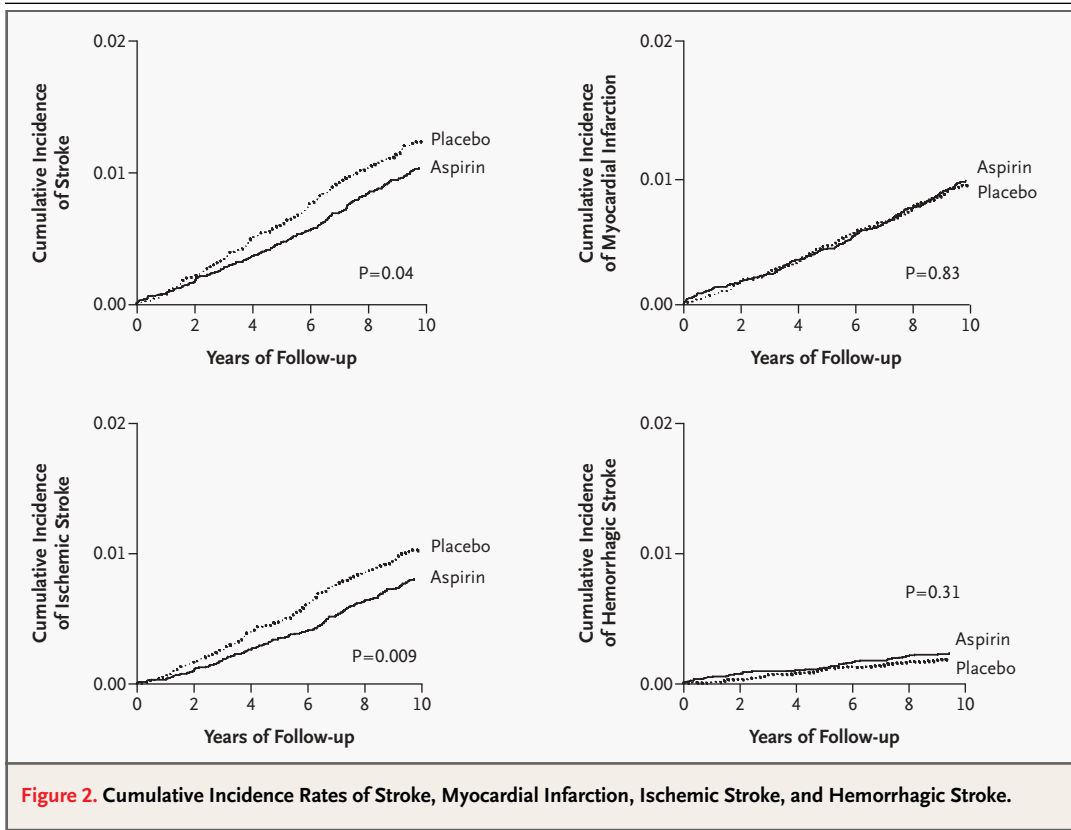 Cumulative Incidence
of Stroke
0.02
0.01
0.00
Placebo
Aspirin
P=0.04
0 2 4 6 8 10
Years of Follow-up
Cumulative Incidence
of Myocardial Infarction
0.02
0.01
0.00
Aspirin
Placebo
P=0.83
0 2 4 6 8 10
Years of Follow-up
Cumulative Incidence
of Ischemic Stroke
0.02
0.01
0.00
Placebo
Aspirin
P=0.009
0 2 4 6 8 10
Years of Follow-up
Cumulative Incidence
of Hemorrhagic Stroke
0.02
0.01
0.00
P=0.31
Aspirin
Placebo
0 2 4 6 8 10
Years of Follow-up
Figure 2. Cumulative Incidence Rates of Stroke, Myocardial Infarction, Ischemic Stroke, and Hemorrhagic Stroke.